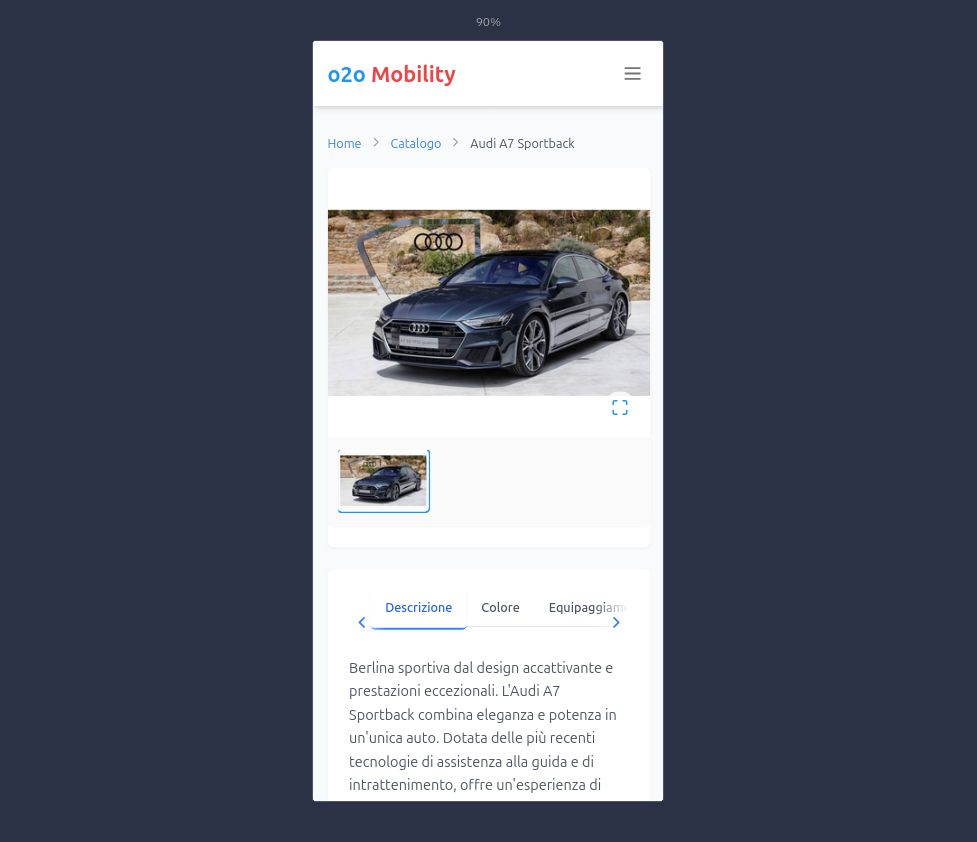 90%
o2o Mobility
Home > Catalogo > Audi A7 Sportback
Descrizione Colore Equipaggiame
Berlina sportiva dal design accattivante e
prestazioni eccezionali. L'Audi A7
Sportback combina eleganza e potenza in
un'unica auto. Dotata delle più recenti
tecnologie di assistenza alla guida e di
intrattenimento, offre un'esperienza di